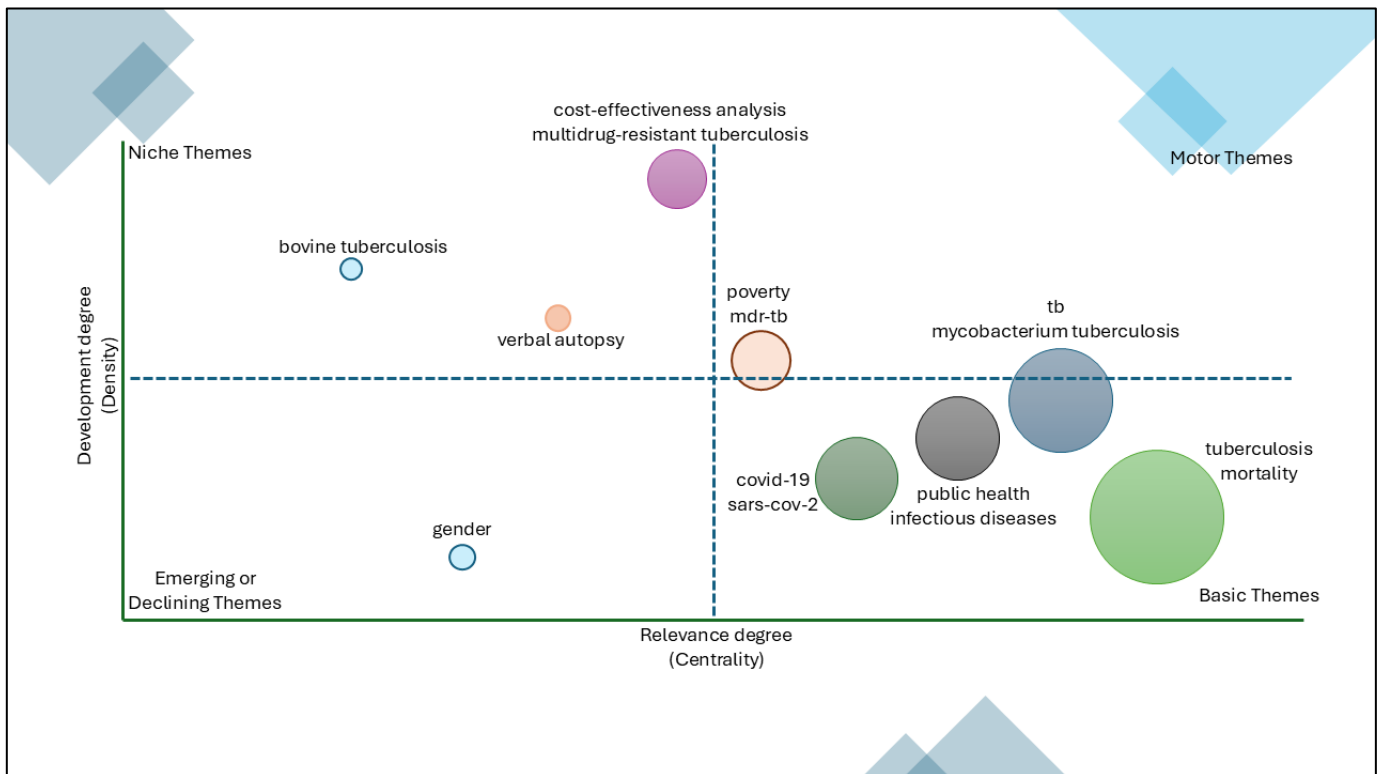 cost-effectiveness analysis
multidrug-resistant tuberculosis
Niche Themes
Motor Themes
bovine tuberculosis
verbal autopsy
poverty
mdr-tb
tb
mycobacterium tuberculosis
Development degree
(Density)
covid-19
sars-cov-2
public health
infectious diseases
tuberculosis
mortality
gender
Emerging or
Declining Themes
Basic Themes
Relevance degree
(Centrality)